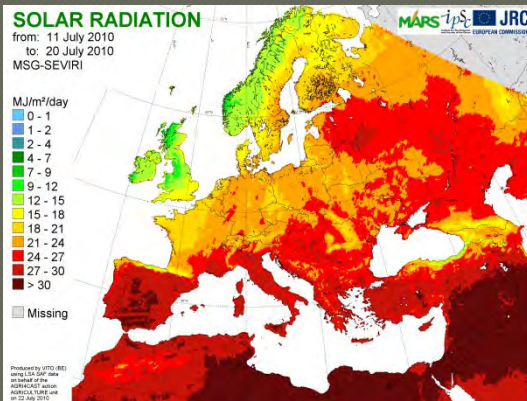 SOLAR RADIATION
from: 11 July 2010
to: 20 July 2010
MSG-SEVIRI
MARS ipsc JRC
EUROPEAN COMMISSION
MJ/m²/day
0 - 1
1 - 2
2 - 4
4 - 7
7 - 9
9 - 12
12 - 15
15 - 18
18 - 21
21 - 24
24 - 27
27 - 30
> 30
Missing
Produced by VITO (BE)
using LSA SAF data
on behalf of the
AGRI4CAST action
AGRICULTURE unit
on 22 July 2010